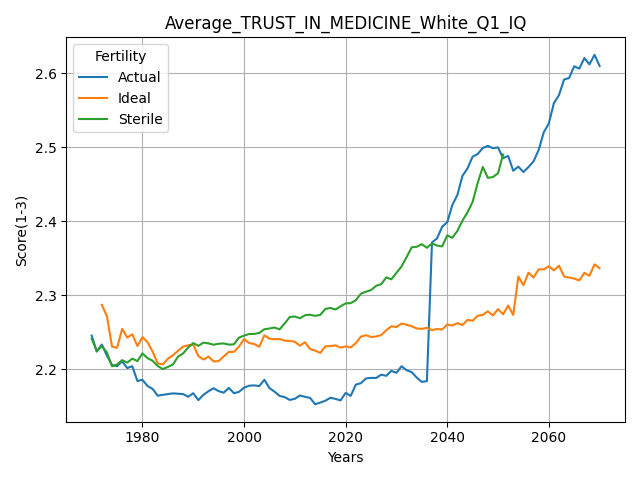 Average_TRUST_IN_MEDICINE_White_Q1_IQ
Fertility
Actual
Ideal
Sterile
Score(1-3)
2.6
2.5
2.4
2.3
2.2
1980
2000
2020
2040
2060
Years